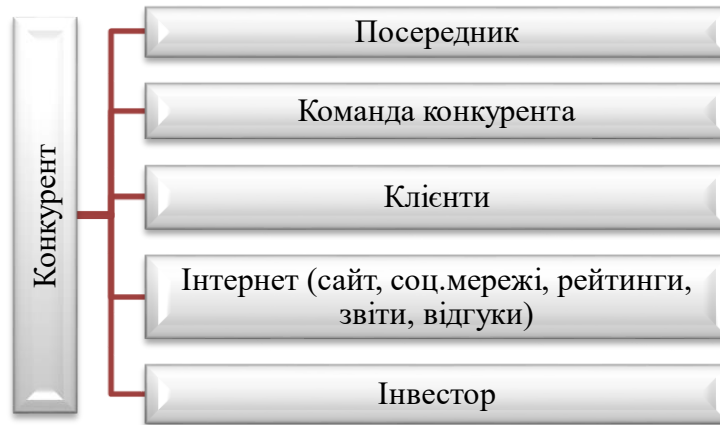 Конкурент
Посередник
Команда конкурента
Клієнти
Інтернет (сайт, соц.мережі, рейтинги,
звіти, відгуки)
Інвестор